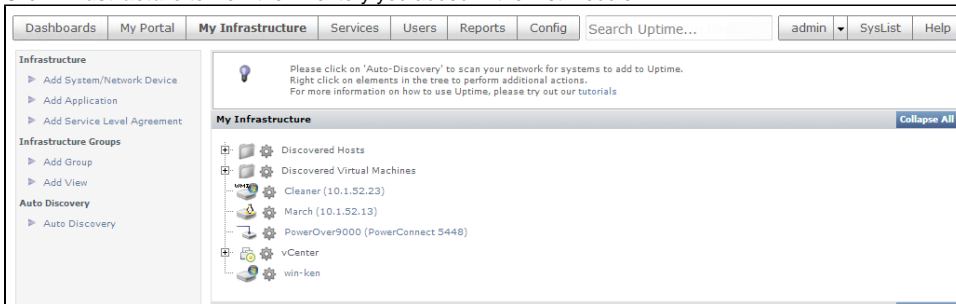 Dashboards My Portal My Infrastructure Services Users Reports Config Search Uptime... admin SysList Help
Infrastructure
Add System/Network Device
Add Application
Add Service Level Agreement
Infrastructure Groups
Add Group
Add View
Auto Discovery
Auto Discovery
Please click on 'Auto-Discovery' to scan your network for systems to add to Uptime.
Right click on elements in the tree to perform additional actions.
For more information on how to use Uptime, please try out our tutorials
My Infrastructure Collapse All
Discovered Hosts
Discovered Virtual Machines
Cleaner (10.1.52.23)
March (10.1.52.13)
PowerOver9000 (PowerConnect 5448)
vCenter
win-ken